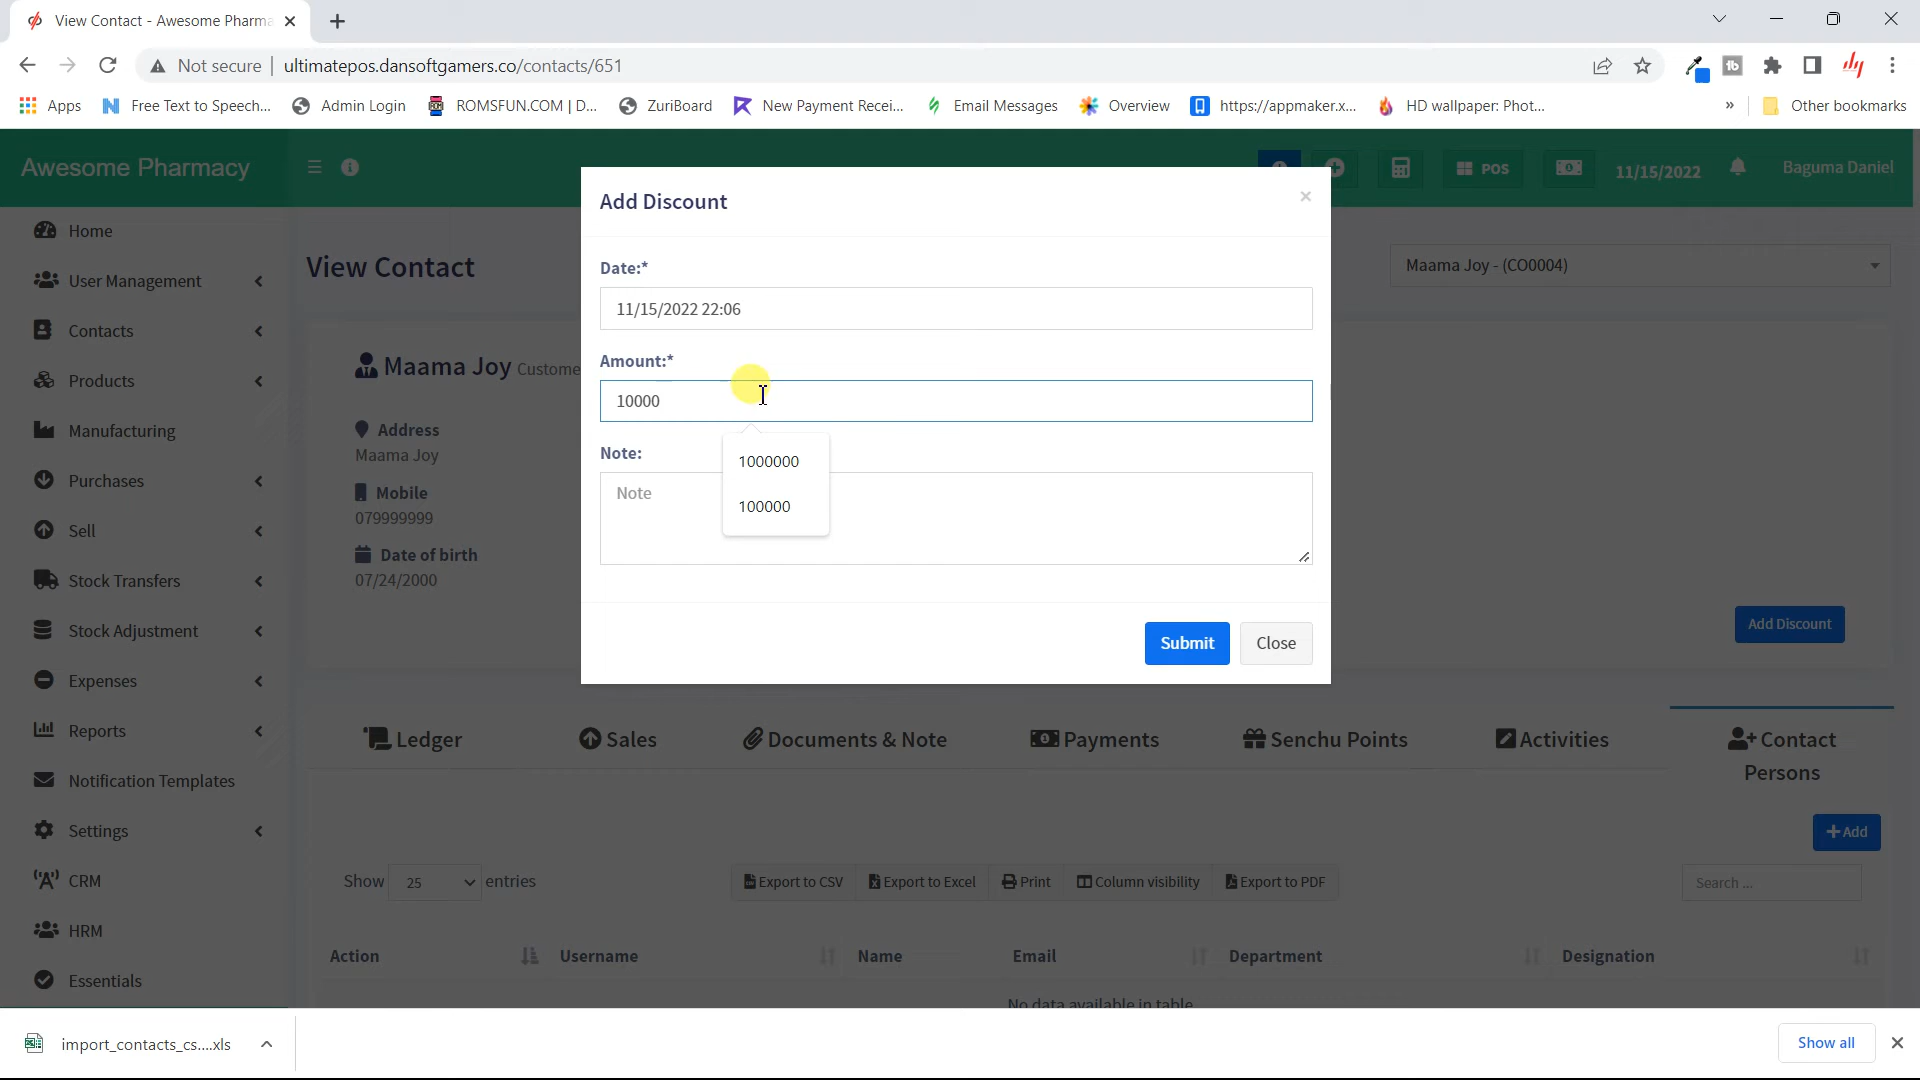 View Contact - Awesome Pharma
Not secure
ultimatepos.dansoftgamers.co/contacts/651
Apps
Free Text to Speech...
Admin Login
ROMSFUN.COM | D...
ZuriBoard
New Payment Recei...
Email Messages
Overview
https://appmaker.x...
HD wallpaper: Phot...
»
Other bookmarks
Awesome Pharmacy
POS
11/15/2022
Baguma Daniel
Home
User Management
Contacts
Products
Manufacturing
Purchases
Sell
Stock Transfers
Stock Adjustment
Expenses
Reports
Notification Templates
Settings
CRM
HRM
Essentials
View Contact
Maama Joy - (CO0004)
Maama Joy Custome
Address
Maama Joy
Mobile
079999999
Date of birth
07/24/2000
Add Discount
×
Date:*
11/15/2022 22:06
Amount:*
10000
1000000
100000
Note:
Note
Submit
Close
Add Discount
Ledger
Sales
Documents & Note
Payments
Senchu Points
Activities
Contact
Persons
Add
Show 25 entries
Export to CSV
Export to Excel
Print
Column visibility
Export to PDF
Search ...
Action
Username
Name
Email
Department
Designation
No data available in table
import_contacts_cs....xls
Show all